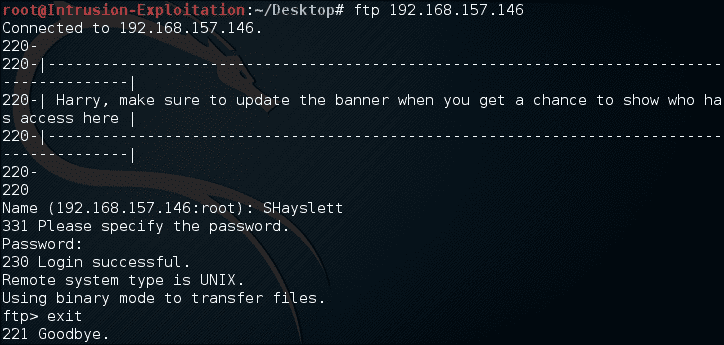 root@Intrusion-Exploitation:~/Desktop# ftp 192.168.157.146
Connected to 192.168.157.146.
220-
220-|-----------------------------------------------------------------------
--------------|
220-| Harry, make sure to update the banner when you get a chance to show who ha
s access here |
220-|-----------------------------------------------------------------------
--------------|
220-
220
Name (192.168.157.146:root): SHayslett
331 Please specify the password.
Password:
230 Login successful.
Remote system type is UNIX.
Using binary mode to transfer files.
ftp> exit
221 Goodbye.